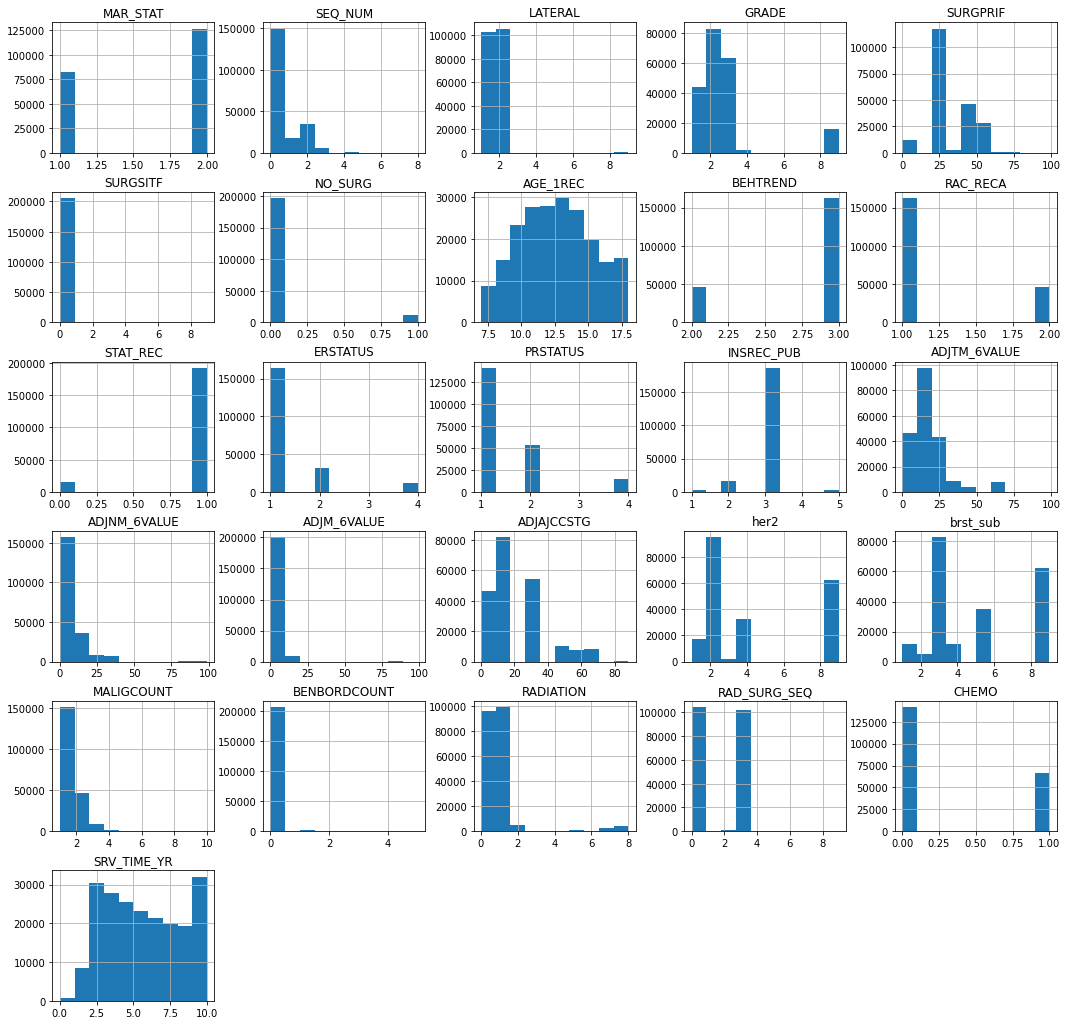 MAR_STAT
125000
100000
75000
50000
25000
0
1.00 1.25 1.50 1.75 2.00
SEQ_NUM
150000
100000
50000
0
0 2 4 6 8
LATERAL
100000
80000
60000
40000
20000
0
2 4 6 8
GRADE
80000
60000
40000
20000
0
2 4 6 8
SURGPRIF
100000
75000
50000
25000
0
0 25 50 75 100
SURGSITF
200000
150000
100000
50000
0
0 2 4 6 8
NO_SURG
200000
150000
100000
50000
0
0.00 0.25 0.50 0.75 1.00
AGE_1REC
30000
20000
10000
0
7.5 10.0 12.5 15.0 17.5
BEHTREND
150000
100000
50000
0
2.00 2.25 2.50 2.75 3.00
RAC_RECA
150000
100000
50000
0
1.00 1.25 1.50 1.75 2.00
STAT_REC
200000
150000
100000
50000
0
0.00 0.25 0.50 0.75 1.00
ERSTATUS
150000
100000
50000
0
1 2 3 4
PRSTATUS
125000
100000
75000
50000
25000
0
1 2 3 4
INSREC_PUB
150000
100000
50000
0
1 2 3 4 5
ADJTM_6VALUE
100000
80000
60000
40000
20000
0
0 25 50 75 100
ADJNM_6VALUE
150000
100000
50000
0
0 25 50 75 100
ADJM_6VALUE
200000
150000
100000
50000
0
0 25 50 75 100
ADJAJCCSTG
80000
60000
40000
20000
0
0 20 40 60 80
her2
80000
60000
40000
20000
0
2 4 6 8
brst_sub
80000
60000
40000
20000
0
2 4 6 8
MALIGCOUNT
150000
100000
50000
0
2 4 6 8 10
BENBORDCOUNT
200000
150000
100000
50000
0
0 2 4
RADIATION
100000
80000
60000
40000
20000
0
0 2 4 6 8
RAD_SURG_SEQ
100000
80000
60000
40000
20000
0
0 2 4 6 8
CHEMO
125000
100000
75000
50000
25000
0
0.00 0.25 0.50 0.75 1.00
SRV_TIME_YR
30000
20000
10000
0
0.0 2.5 5.0 7.5 10.0